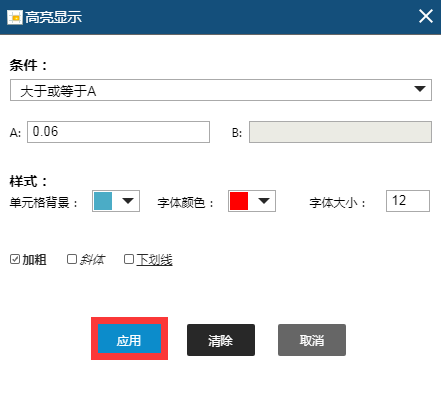 高亮显示
条件：
大于或等于A
A: 0.06 B:
样式：
单元格背景： 字体颜色： 字体大小： 12
加粗 斜体 下划线
应用 清除 取消